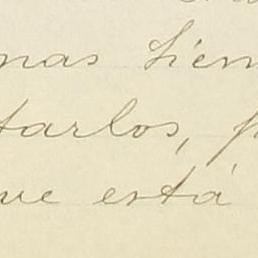 nas tien
tarlos, p
ue está